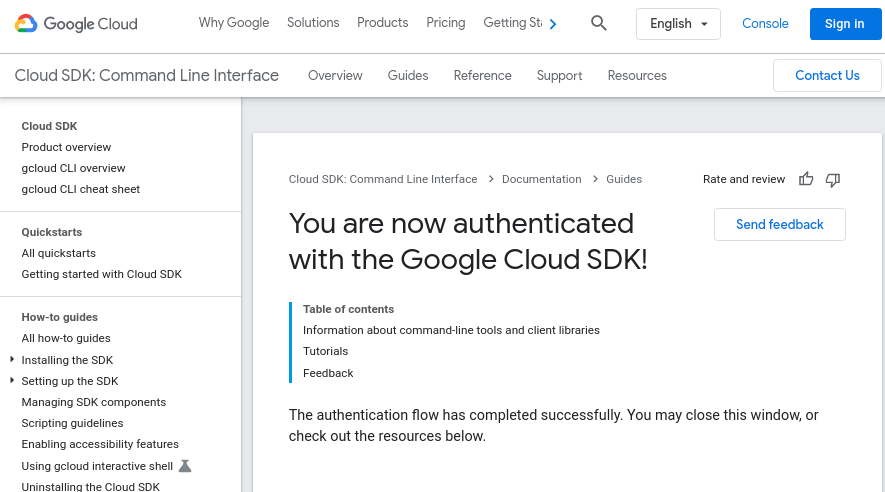 Google Cloud
Why Google Solutions Products Pricing Getting
English
Console
Sign in
Cloud SDK: Command Line Interface
Overview Guides Reference Support Resources
Contact Us
Cloud SDK
Product overview
gcloud CLI overview
gcloud CLI cheat sheet
Quickstarts
All quickstarts
Getting started with Cloud SDK
How-to guides
All how-to guides
Installing the SDK
Setting up the SDK
Managing SDK components
Scripting guidelines
Enabling accessibility features
Using gcloud interactive shell
Uninstalling the Cloud SDK
Cloud SDK: Command Line Interface > Documentation > Guides
Rate and review
You are now authenticated
with the Google Cloud SDK!
Send feedback
Table of contents
Information about command-line tools and client libraries
Tutorials
Feedback
The authentication flow has completed successfully. You may close this window, or
check out the resources below.